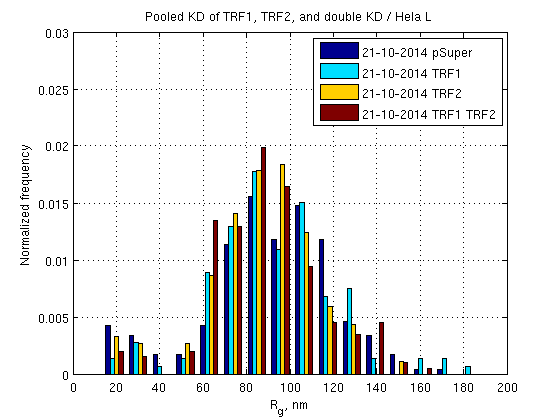 Pooled KD of TRF1, TRF2, and double KD / Hela L
0.03
0.025
0.02
0.015
0.01
0.005
0
Normalized frequency
21-10-2014 pSuper
21-10-2014 TRF1
21-10-2014 TRF2
21-10-2014 TRF1 TRF2
0 20 40 60 80 100 120 140 160 180 200
Rg, nm